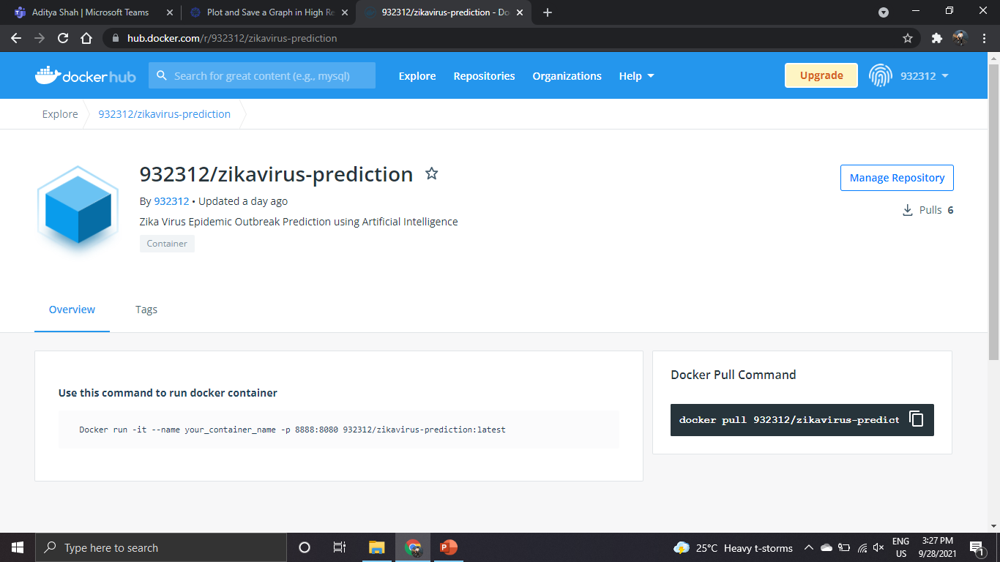 Aditya Shah | Microsoft Teams
Plot and Save a Graph in High Re
932312/zikavirus-prediction - Do
hub.docker.com/r/932312/zikavirus-prediction
dockerhub
Search for great content (e.g., mysql)
Explore
Repositories
Organizations
Help
Upgrade
932312
Explore
932312/zikavirus-prediction
932312/zikavirus-prediction
Manage Repository
By 932312 • Updated a day ago
Pulls 6
Zika Virus Epidemic Outbreak Prediction using Artificial Intelligence
Container
Overview
Tags
Use this command to run docker container
Docker run -it --name your_container_name -p 8888:8080 932312/zikavirus-prediction:latest
Docker Pull Command
docker pull 932312/zikavirus-predict
Type here to search
25°C Heavy t-storms
ENG
US
3:27 PM
9/28/2021
1